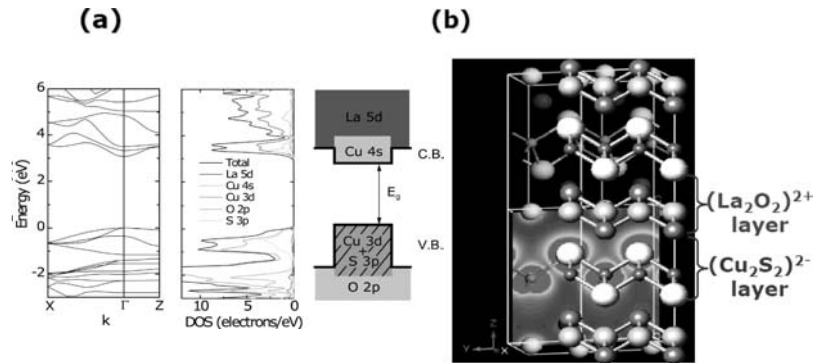 (a)
(b)
6
4
2
0
-2
Energy (eV)
X
Γ
Z
k
Total
La 5d
Cu 4s
Cu 3d
O 2p
S 3p
10
5
0
DOS (electrons/eV)
La 5d
Cu 4s
C.B.
Eg
Cu 3d
+
S 3p
V.B.
O 2p
(La₂O₂)²⁺
layer
(Cu₂S₂)²⁻
layer
Z
Y
X